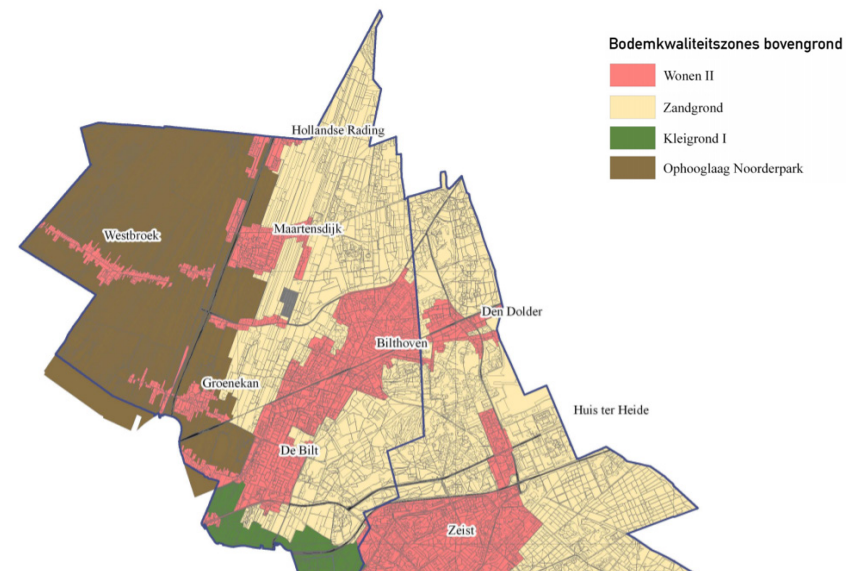 Bodemkwaliteitszones bovengrond
Wonen II
Zandgrond
Kleigrond I
Ophooglaag Noorderpark
Hollandse Rading
Westbroek
Maartensdijk
Den Dolder
Bilthoven
Groenekan
Huis ter Heide
De Bilt
Zeist